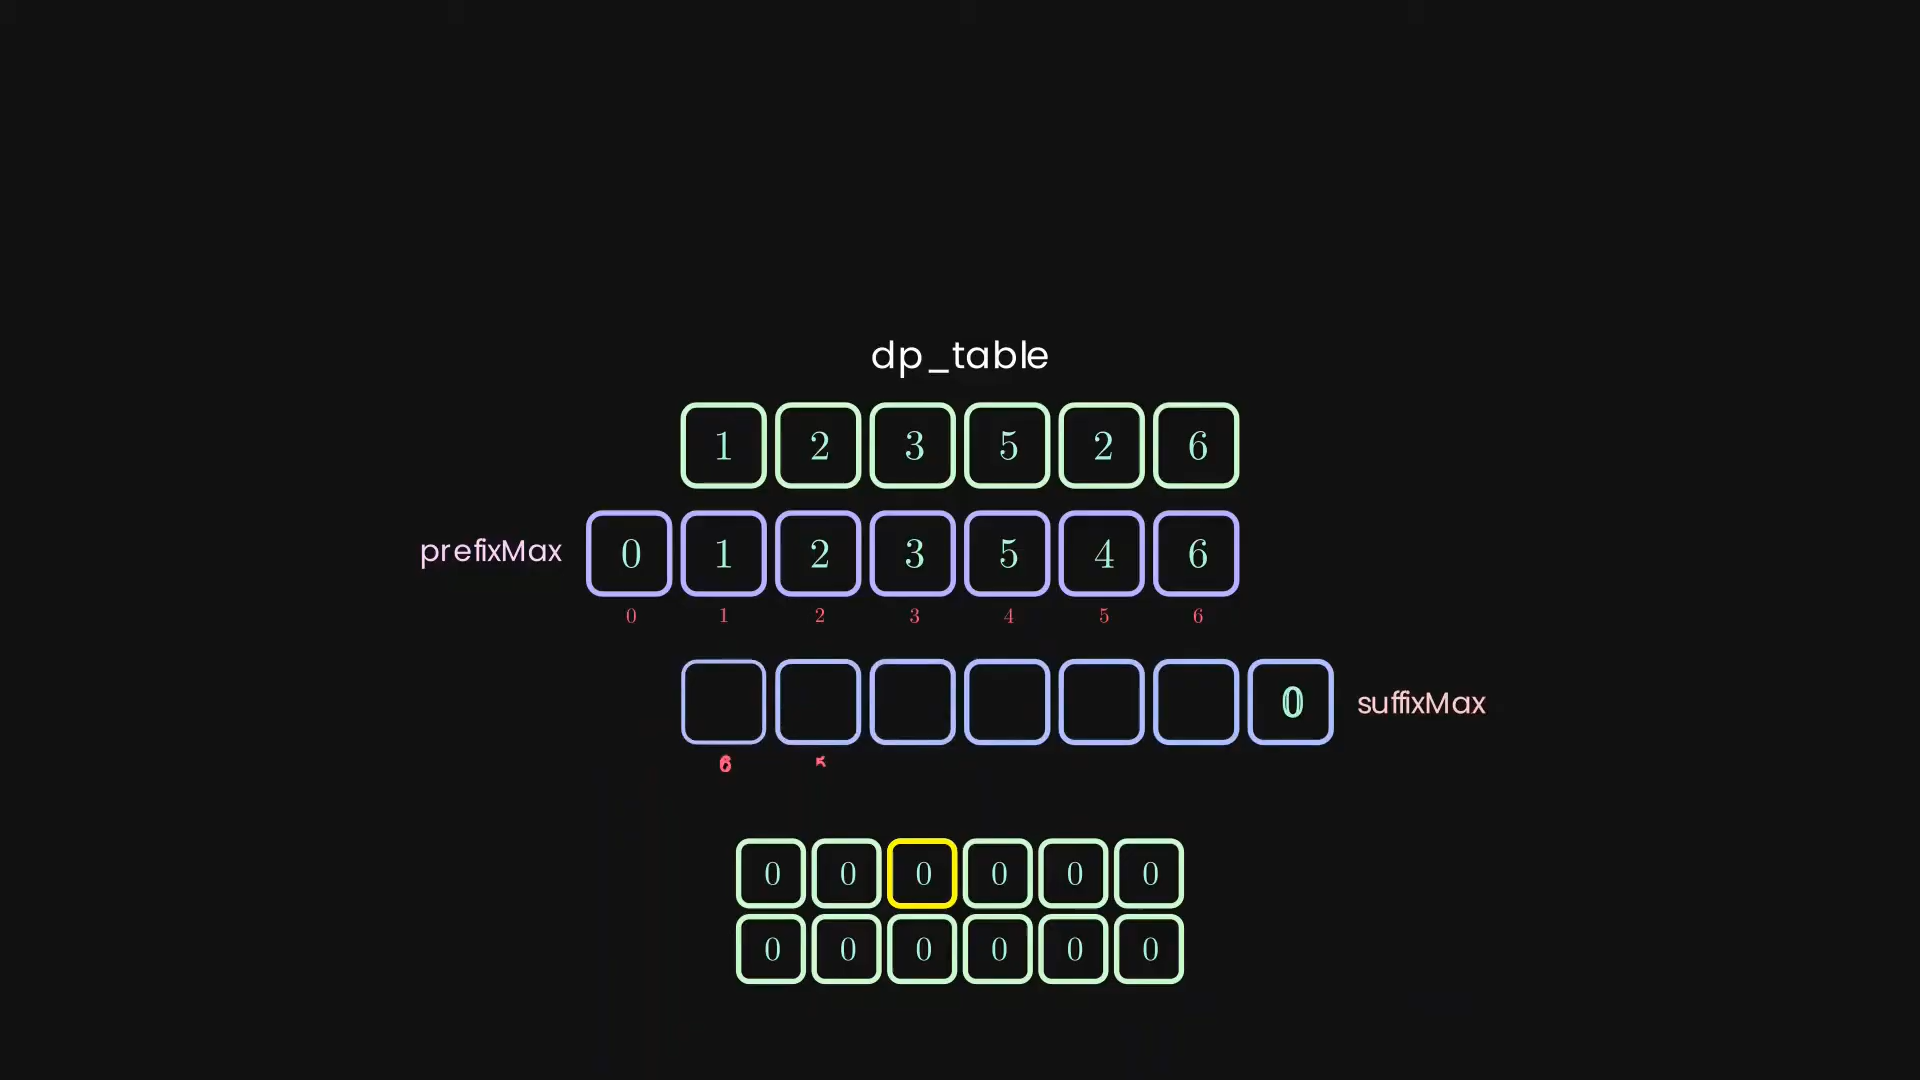 dp_table
1 2 3 5 2 6
prefixMax 0 1 2 3 5 4 6
0 1 2 3 4 5 6
0 suffixMax
6
0 0 0 0 0 0
0 0 0 0 0 0